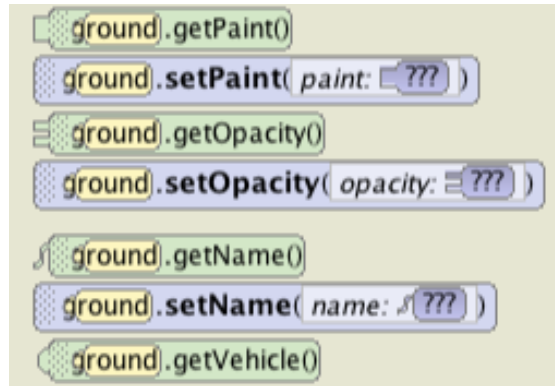 ground.getPaint()
ground.setPaint( paint: ??? )
ground.getOpacity()
ground.setOpacity( opacity: ??? )
ground.getName()
ground.setName( name: ??? )
ground.getVehicle()